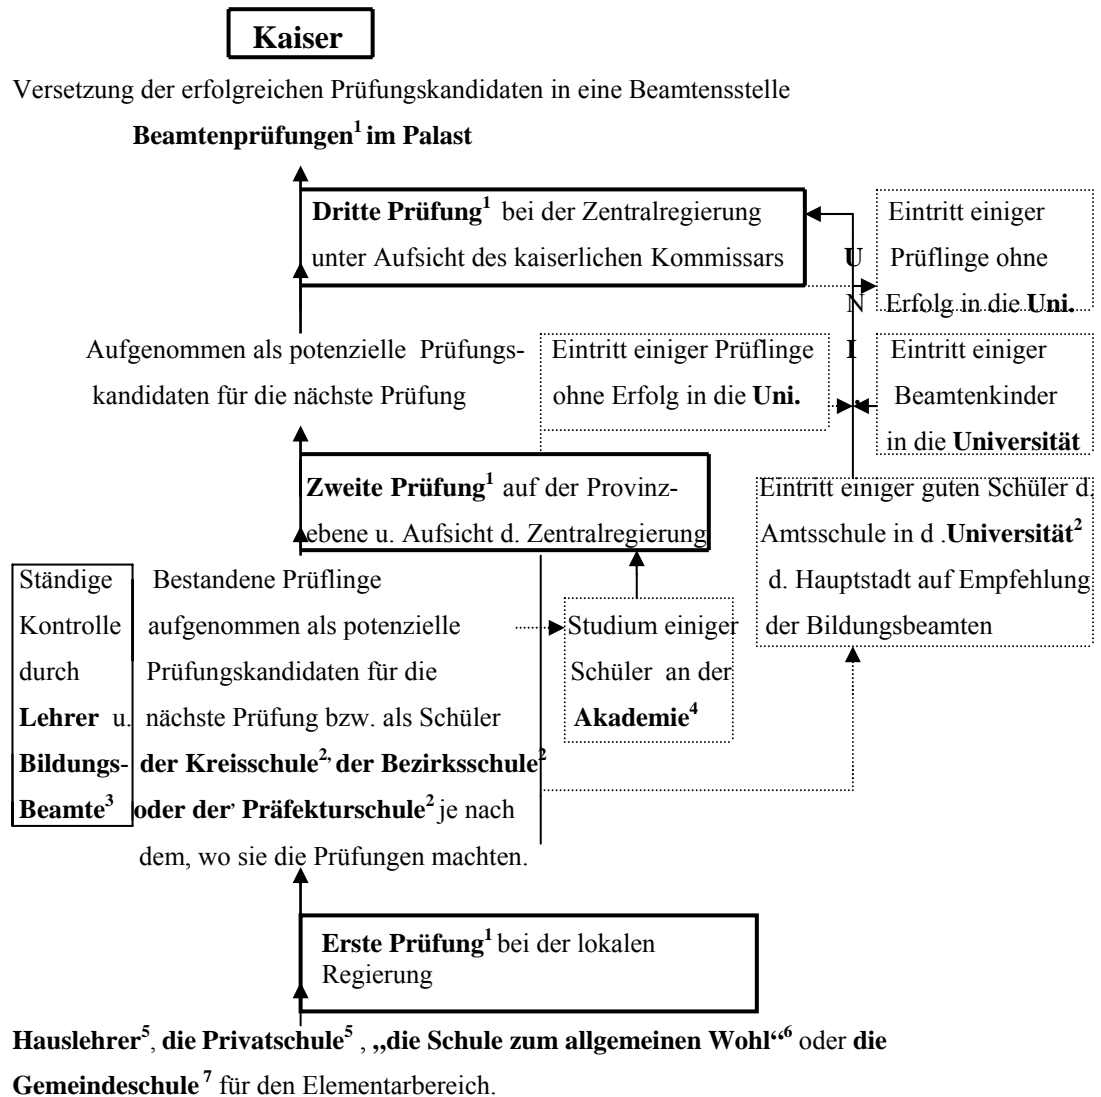 Kaiser
Versetzung der erfolgreichen Prüfungskandidaten in eine Beamtensstelle
Beamtenprüfungen1 im Palast
Dritte Prüfung1 bei der Zentralregierung
unter Aufsicht des kaiserlichen Kommissars
U
N
I
.
Eintritt einiger
Prüflinge ohne
Erfolg in die Uni.
Aufgenommen als potenzielle Prüfungs-
kandidaten für die nächste Prüfung
Eintritt einiger Prüflinge
ohne Erfolg in die Uni.
Eintritt einiger
Beamtenkinder
in die Universität
Zweite Prüfung1 auf der Provinz-
ebene u. Aufsicht d. Zentralregierung
Eintritt einiger guten Schüler d.
Amtsschule in d .Universität2
d. Hauptstadt auf Empfehlung
der Bildungsbeamten
Ständige
Kontrolle
durch
Lehrer u.
Bildungs-
Beamte3
Bestandene Prüflinge
aufgenommen als potenzielle
Prüfungskandidaten für die
nächste Prüfung bzw. als Schüler
der Kreisschule2, der Bezirksschule2
oder der, Präfekturschule2 je nach
dem, wo sie die Prüfungen machten.
Studium einiger
Schüler an der
Akademie4
Erste Prüfung1 bei der lokalen
Regierung
Hauslehrer5, die Privatschule5 , „die Schule zum allgemeinen Wohl“6 oder die
Gemeindeschule 7 für den Elementarbereich.